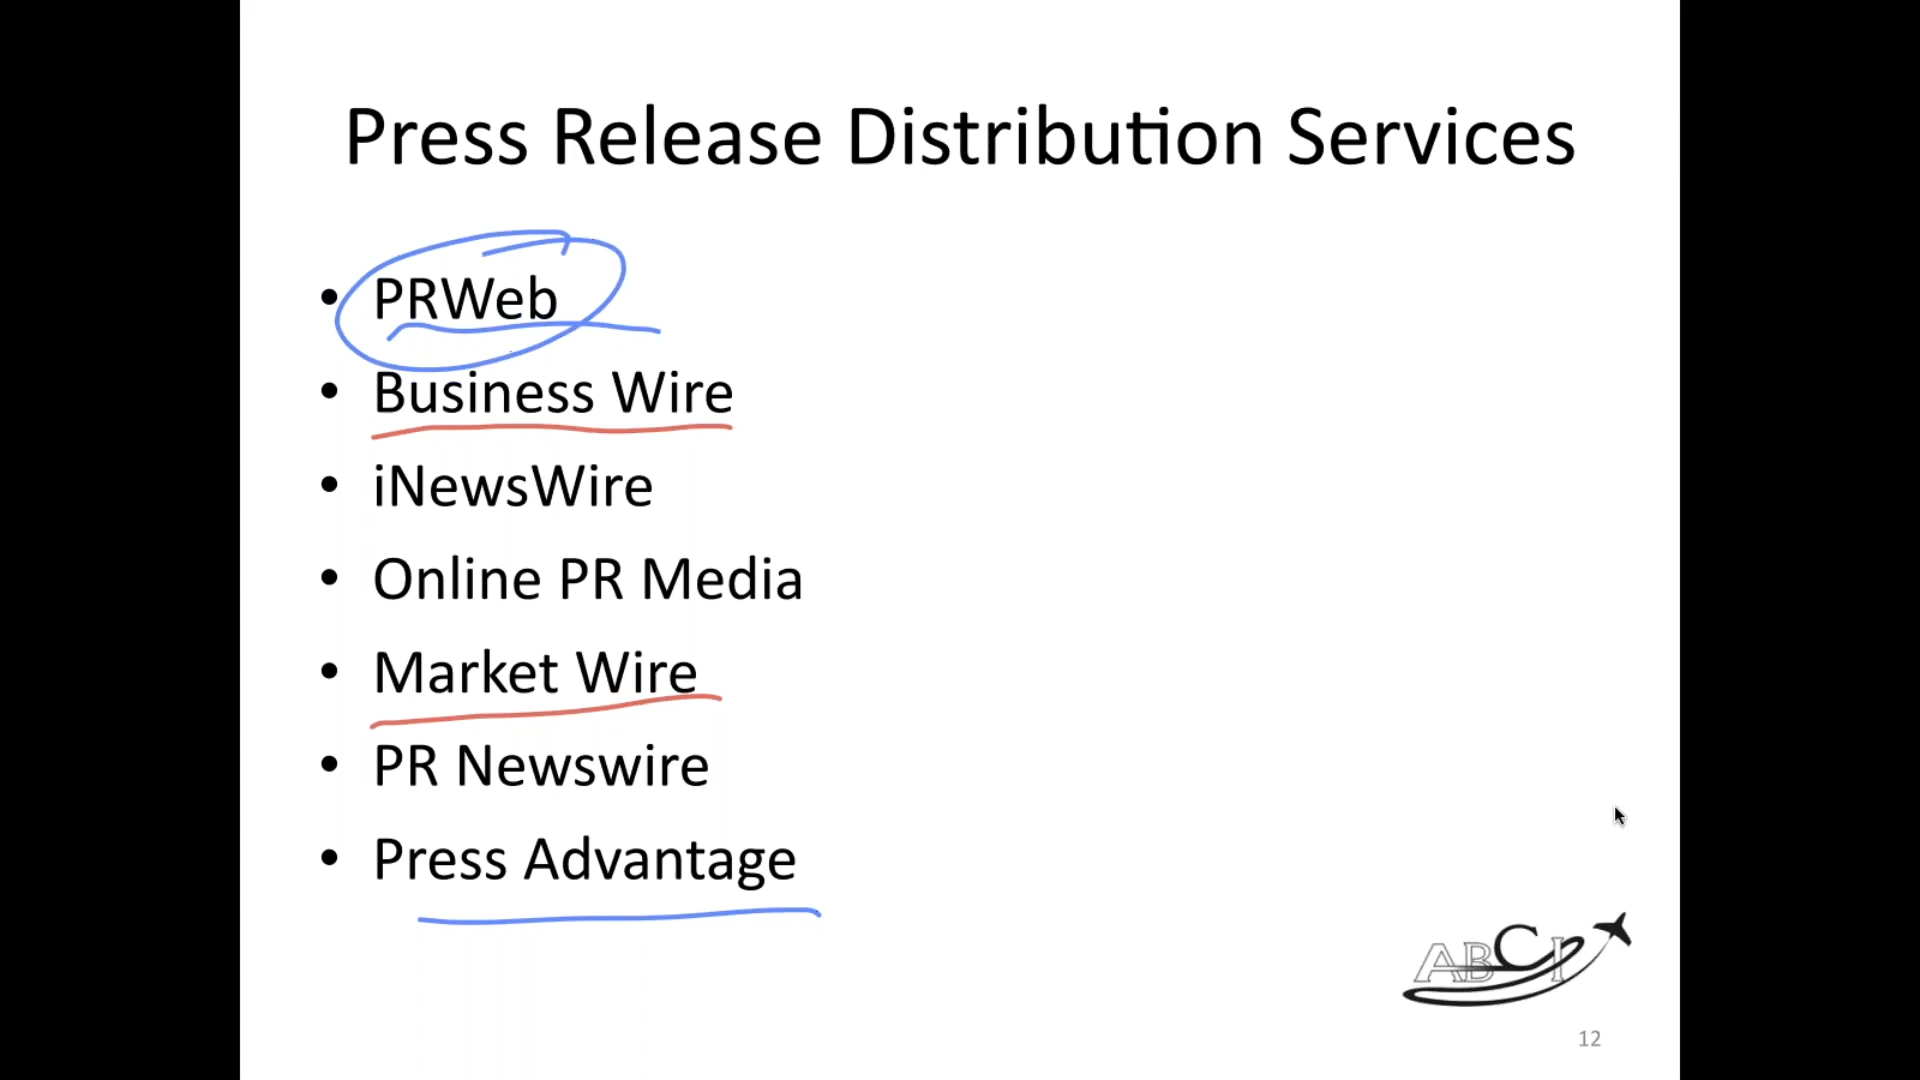 Press Release Distribution Services
• PRWeb
• Business Wire
• iNewsWire
• Online PR Media
• Market Wire
• PR Newswire
• Press Advantage
ABCI
12